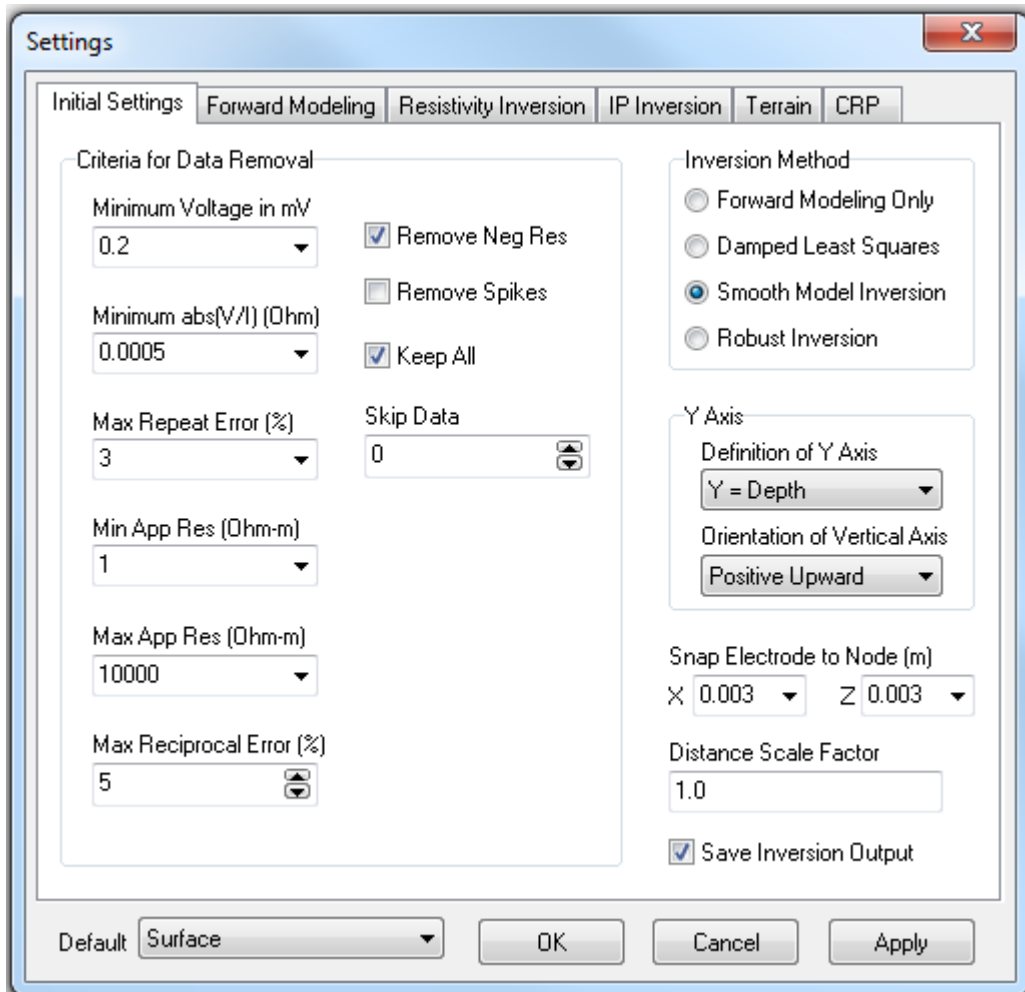 Settings
Initial Settings
Forward Modeling
Resistivity Inversion
IP Inversion
Terrain
CRP
Criteria for Data Removal
Minimum Voltage in mV
0.2
Minimum abs(V/I) (Ohm)
0.0005
Max Repeat Error (%)
3
Min App Res (Ohm-m)
1
Max App Res (Ohm-m)
10000
Max Reciprocal Error (%)
5
Remove Neg Res
Remove Spikes
Keep All
Skip Data
0
Inversion Method
Forward Modeling Only
Damped Least Squares
Smooth Model Inversion
Robust Inversion
Y Axis
Definition of Y Axis
Y = Depth
Orientation of Vertical Axis
Positive Upward
Snap Electrode to Node (m)
X 0.003 Z 0.003
Distance Scale Factor
1.0
Save Inversion Output
Default Surface
OK
Cancel
Apply